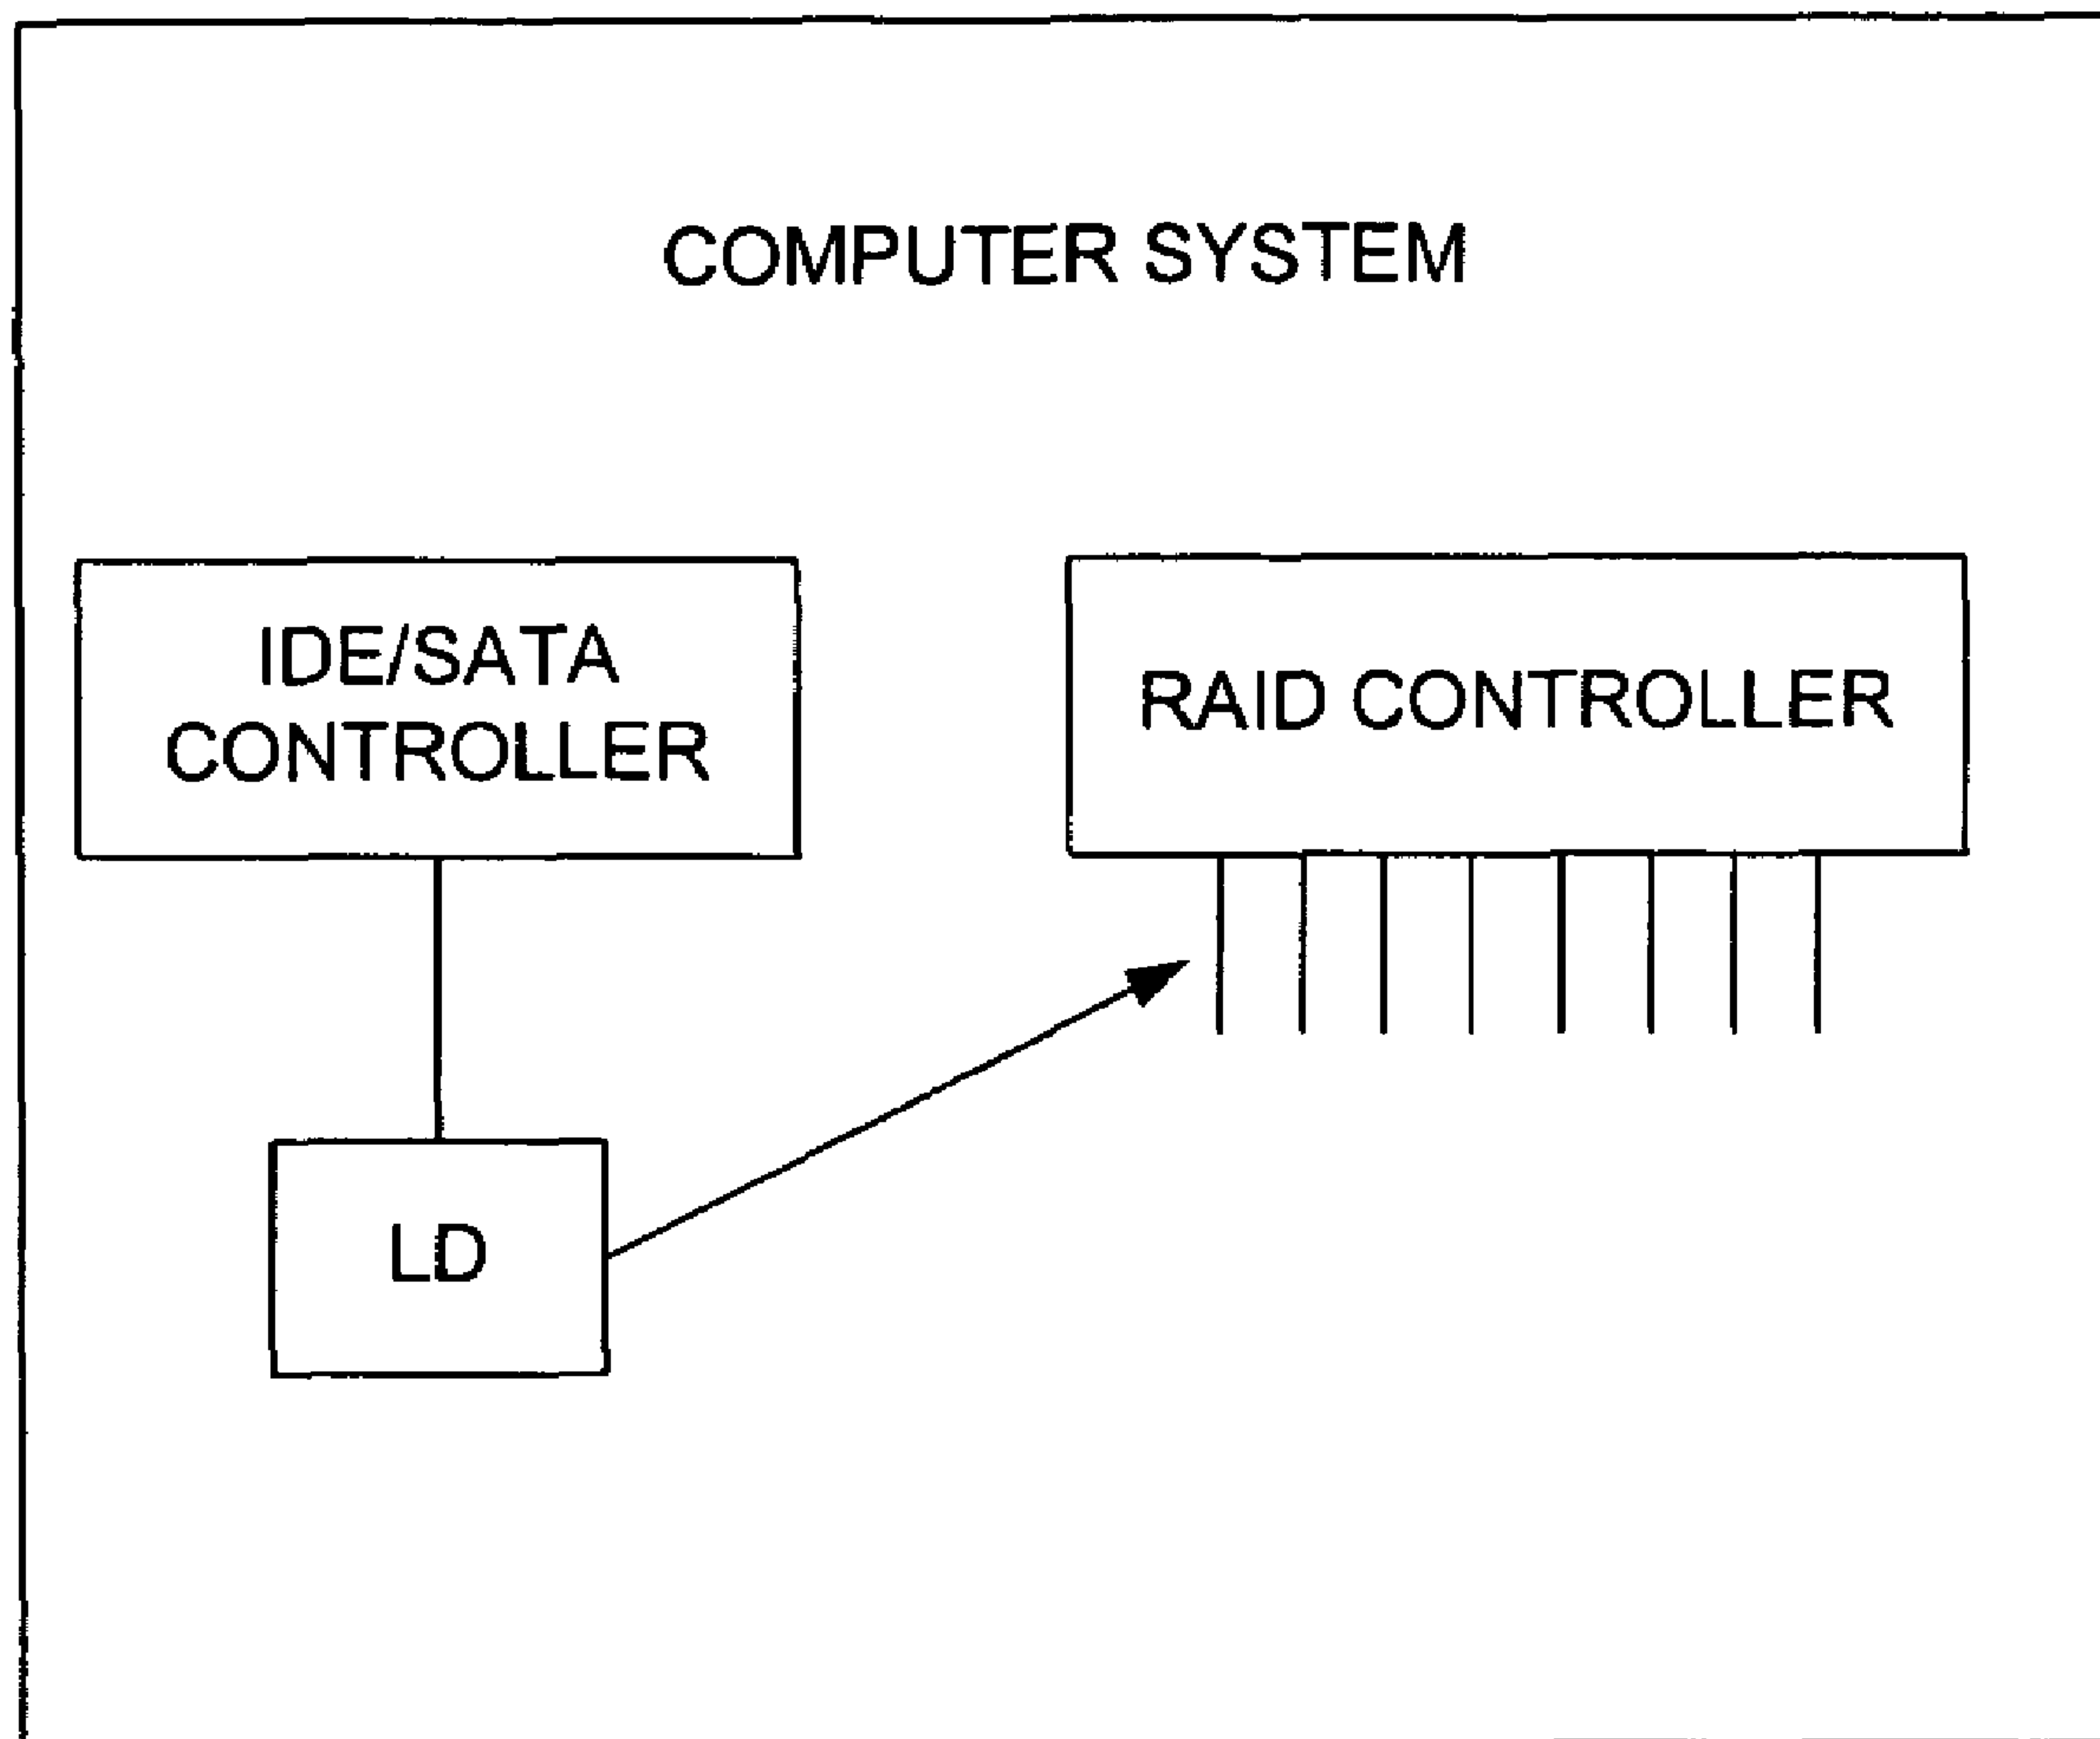 COMPUTER SYSTEM
IDE/SATA
CONTROLLER
RAID CONTROLLER
LD